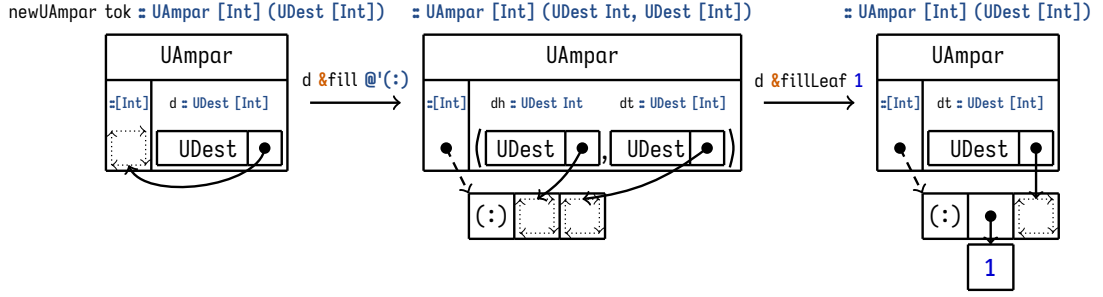 newUAmpar tok :: UAmpar [Int] (UDest [Int])
:: UAmpar [Int] (UDest Int, UDest [Int])
:: UAmpar [Int] (UDest [Int])
UAmpar
d &fill @'(:)
UAmpar
d &fillLeaf 1
UAmpar
::[Int]
d :: UDest [Int]
::[Int]
dh :: UDest Int
dt :: UDest [Int]
::[Int]
dt :: UDest [Int]
UDest
( UDest , UDest )
UDest
(:)
(:)
1